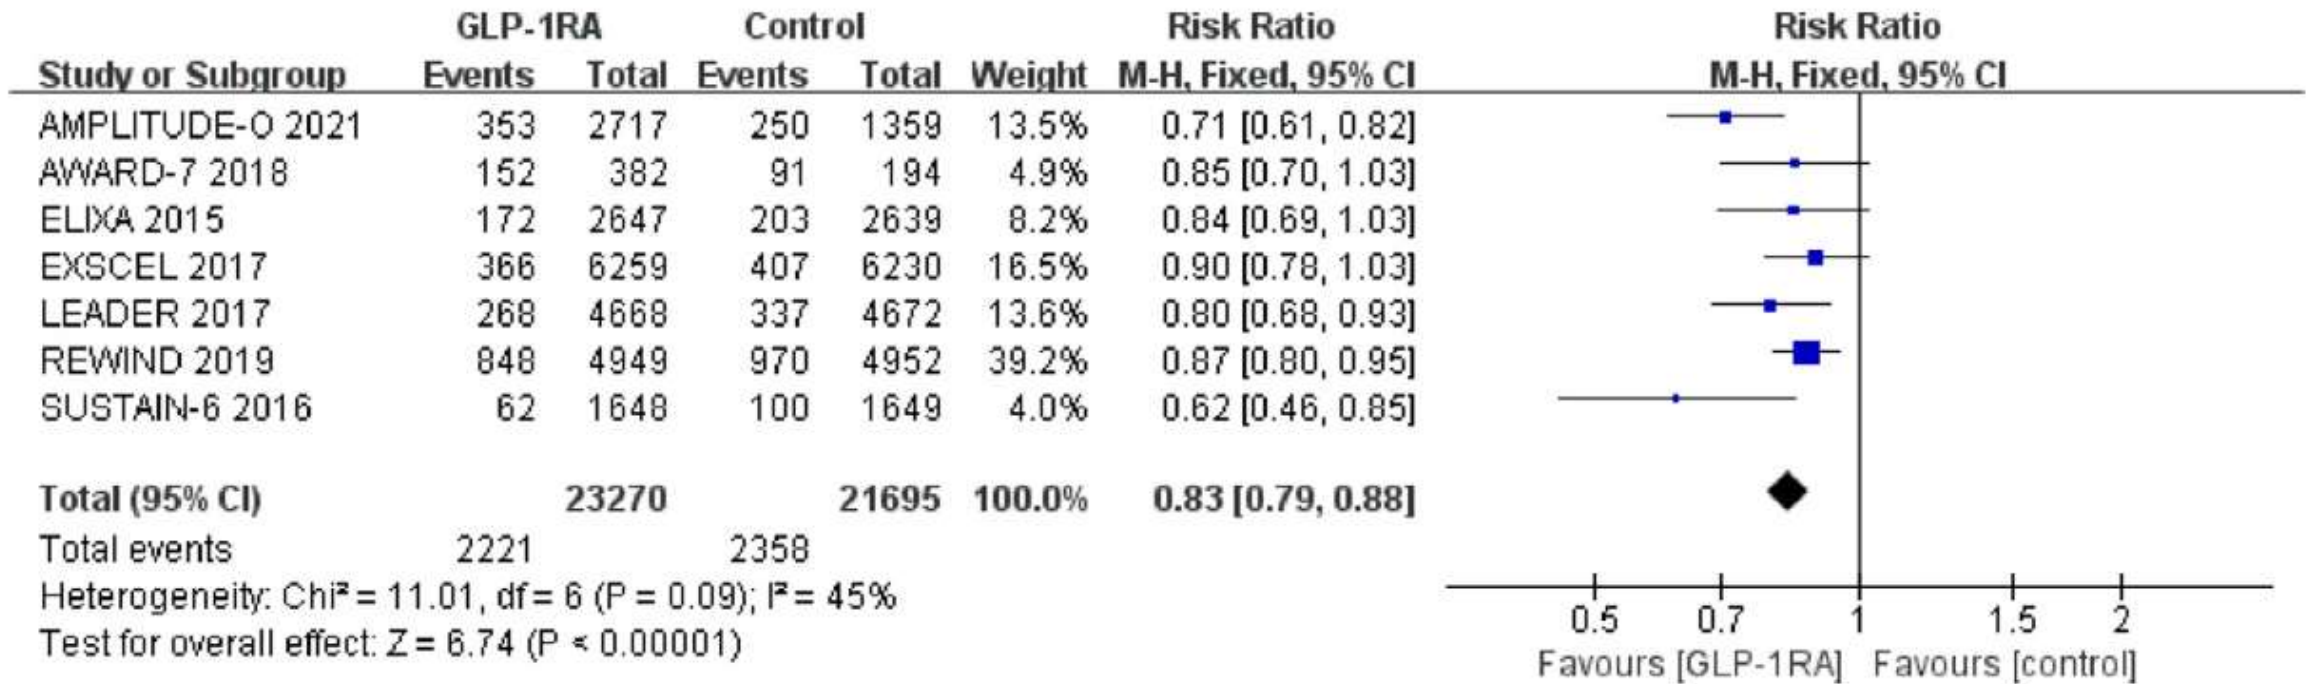 GLP-1RA Control Risk Ratio Risk Ratio
Study or Subgroup Events Total Events Total Weight M-H, Fixed, 95% CI M-H, Fixed, 95% CI
AMPLITUDE-O 2021 353 2717 250 1359 13.5% 0.71 [0.61, 0.82]
AWARD-7 2018 152 382 91 194 4.9% 0.85 [0.70, 1.03]
ELIXA 2015 172 2647 203 2639 8.2% 0.84 [0.69, 1.03]
EXSCEL 2017 366 6259 407 6230 16.5% 0.90 [0.78, 1.03]
LEADER 2017 268 4668 337 4672 13.6% 0.80 [0.68, 0.93]
REWIND 2019 848 4949 970 4952 39.2% 0.87 [0.80, 0.95]
SUSTAIN-6 2016 62 1648 100 1649 4.0% 0.62 [0.46, 0.85]
Total (95% CI) 23270 21695 100.0% 0.83 [0.79, 0.88]
Total events 2221 2358
Heterogeneity: Chi² = 11.01, df = 6 (P = 0.09); I² = 45%
Test for overall effect: Z = 6.74 (P < 0.00001)
0.5 0.7 1 1.5 2
Favours [GLP-1RA] Favours [control]